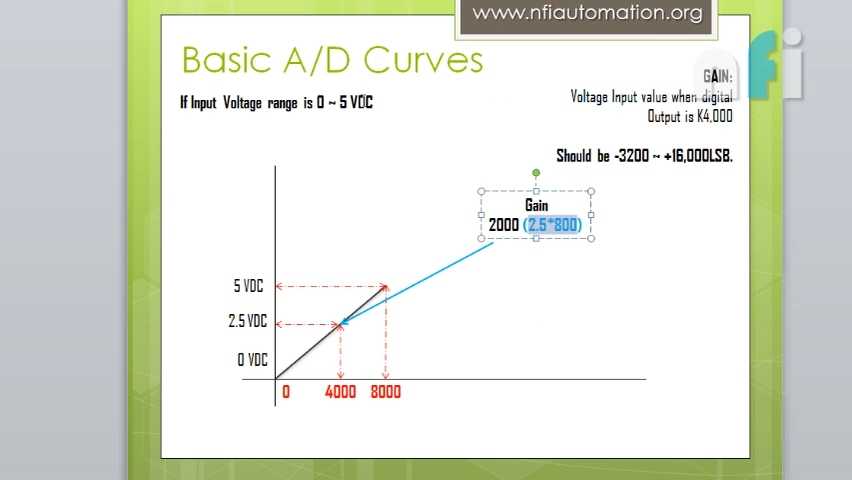 www.nfiautomation.org
Basic A/D Curves
nfi
GAIN:
If Input Voltage range is 0 ~ 5 VDC
Voltage Input value when digital
Output is K4,000
Should be -3200 ~ +16,000LSB.
Gain
2000 (2.5*800)
5 VDC
2.5 VDC
0 VDC
0 4000 8000